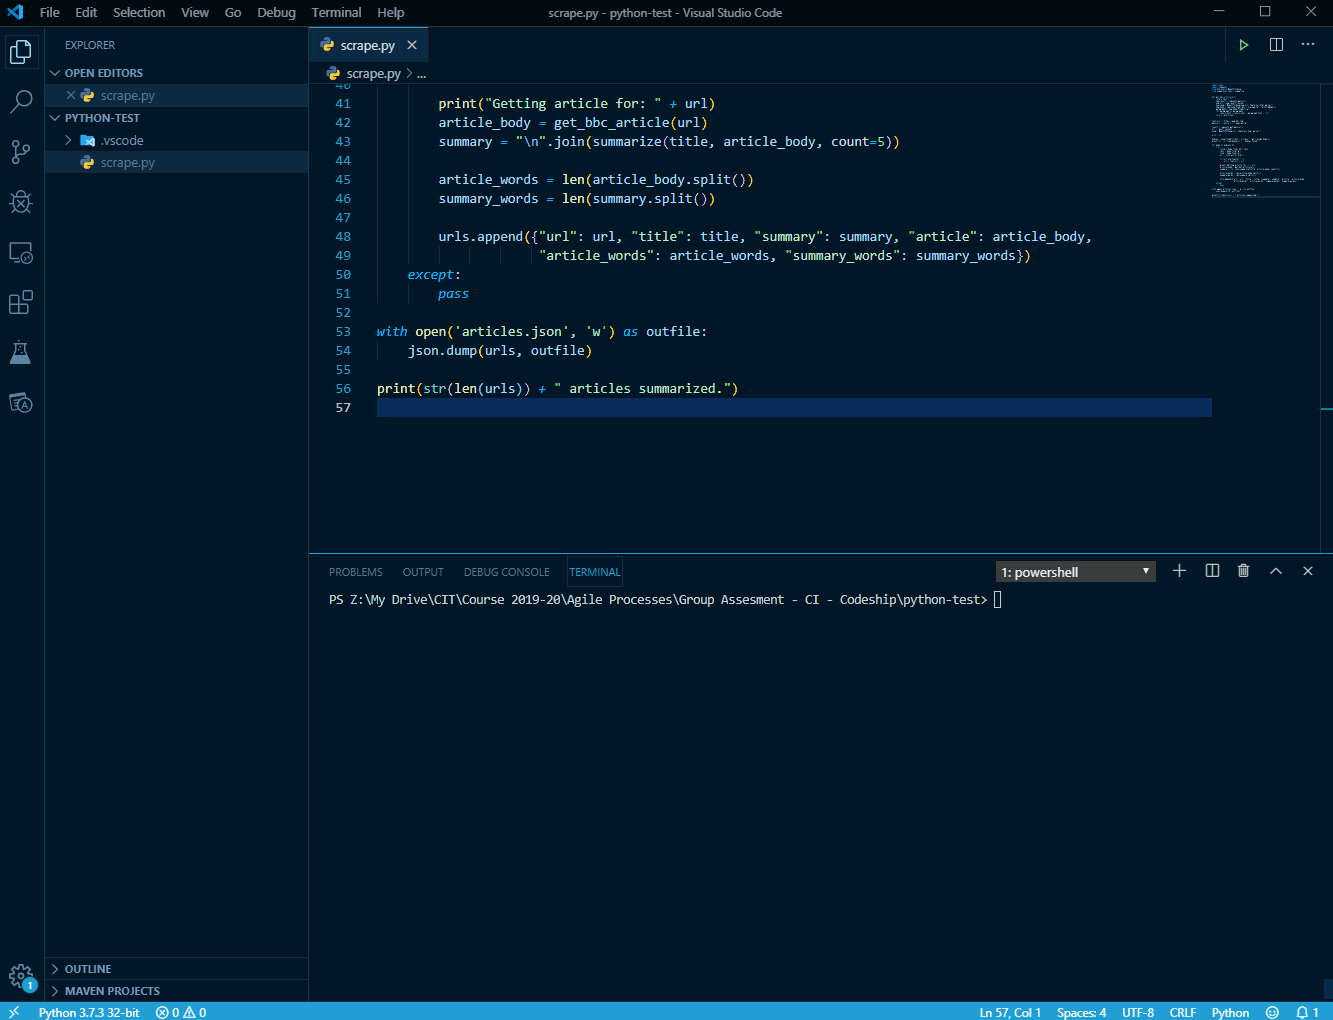 File Edit Selection View Go Debug Terminal Help
scrape.py - python-test - Visual Studio Code
EXPLORER
OPEN EDITORS
scrape.py
PYTHON-TEST
.vscode
scrape.py
OUTLINE
MAVEN PROJECTS
1
scrape.py
scrape.py > ...
40
41 print("Getting article for: " + url)
42 article_body = get_bbc_article(url)
43 summary = "\n".join(summarize(title, article_body, count=5))
44
45 article_words = len(article_body.split())
46 summary_words = len(summary.split())
47
48 urls.append({"url": url, "title": title, "summary": summary, "article": article_body,
49 "article_words": article_words, "summary_words": summary_words})
50 except:
51 pass
52
53 with open('articles.json', 'w') as outfile:
54 json.dump(urls, outfile)
55
56 print(str(len(urls)) + " articles summarized.")
57
PROBLEMS OUTPUT DEBUG CONSOLE TERMINAL
1: powershell
PS Z:\My Drive\CIT\Course 2019-20\Agile Processes\Group Assesment - CI - Codeship\python-test>
Python 3.7.3 32-bit 0 0
Ln 57, Col 1 Spaces: 4 UTF-8 CRLF Python 1